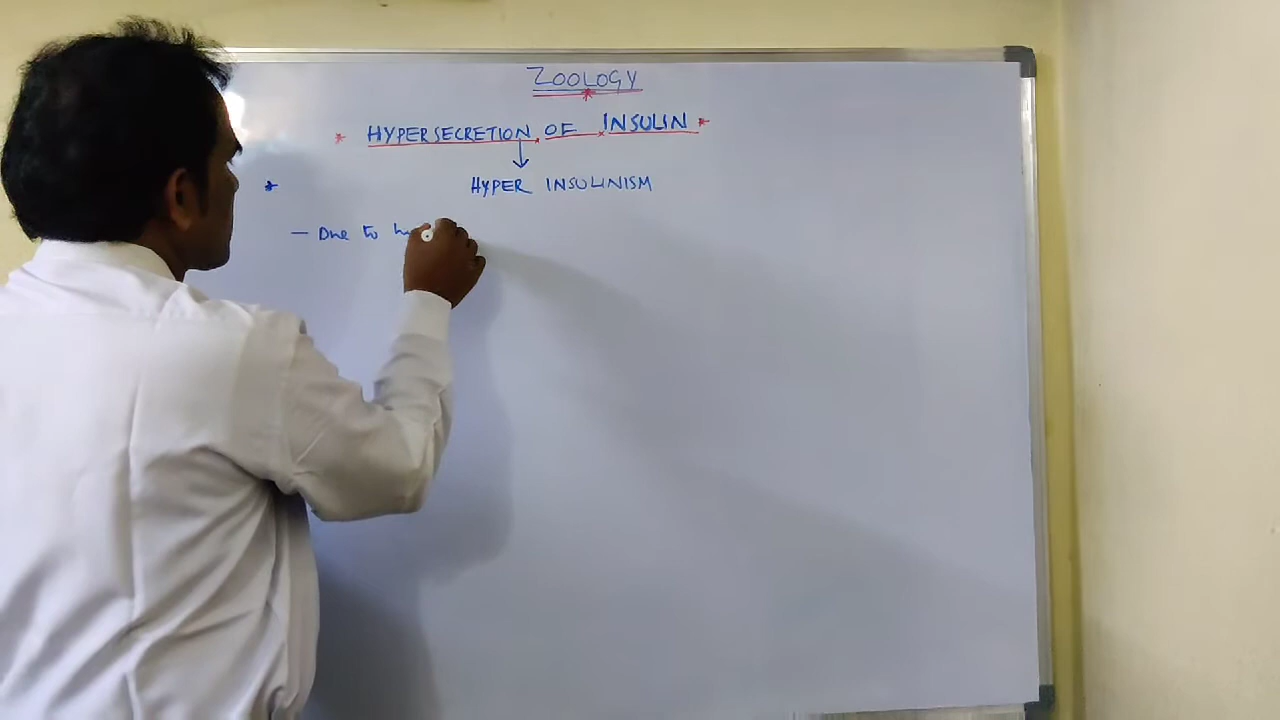 ZOOLOGY
* HYPERSECRETION OF INSULIN *
↓
* HYPER INSULINISM
— Due to